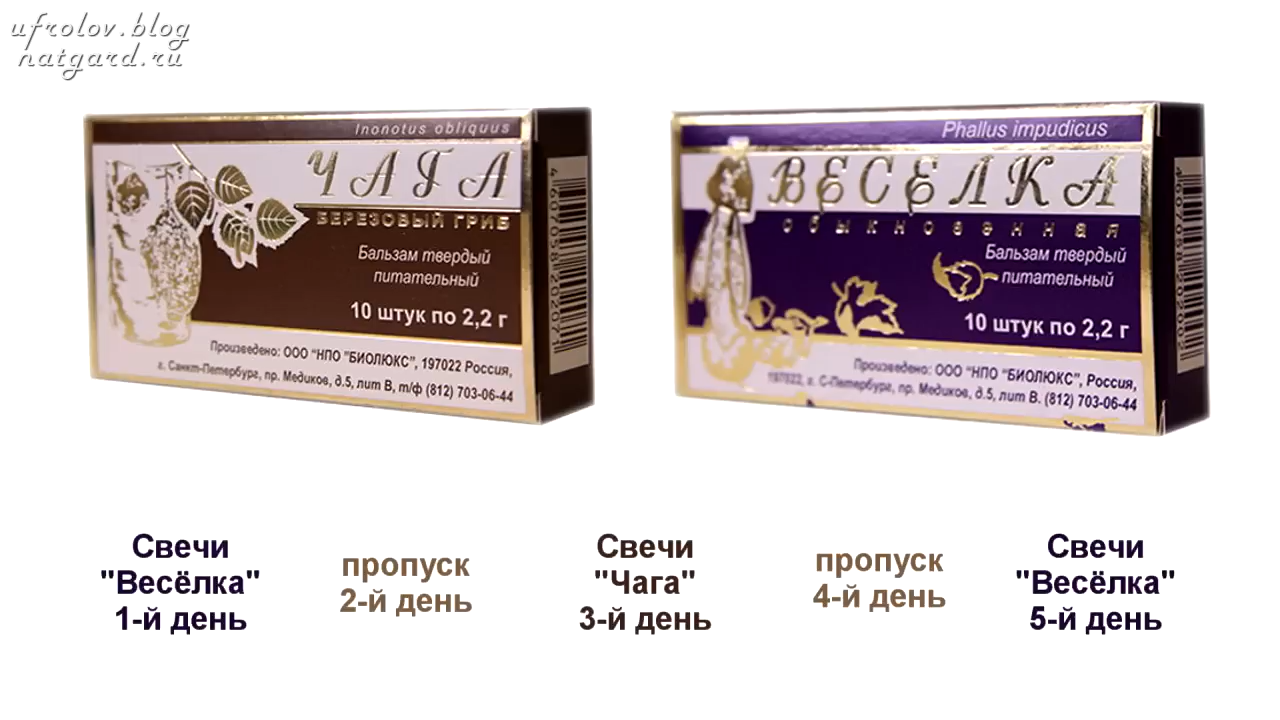 ufrolov.blog
natgard.ru
Inonotus obliquus
ЧАГА
БЕРЕЗОВЫЙ ГРИБ
Бальзам твердый
питательный
10 штук по 2,2 г
Произведено: ООО "НПО "БИОЛЮКС", 197022 Россия,
г. Санкт-Петербург, пр. Медиков, д.5, лит В, т/ф (812) 703-06-44
4607058202071
Phallus impudicus
ВЕСЕЛКА
обыкновенная
Бальзам твердый
питательный
10 штук по 2,2 г
Произведено: ООО "НПО "БИОЛЮКС", Россия,
197022, г. С-Петербург, пр. Медиков, д.5, лит В. (812) 703-06-44
Свечи
"Весёлка"
1-й день
пропуск
2-й день
Свечи
"Чага"
3-й день
пропуск
4-й день
Свечи
"Весёлка"
5-й день